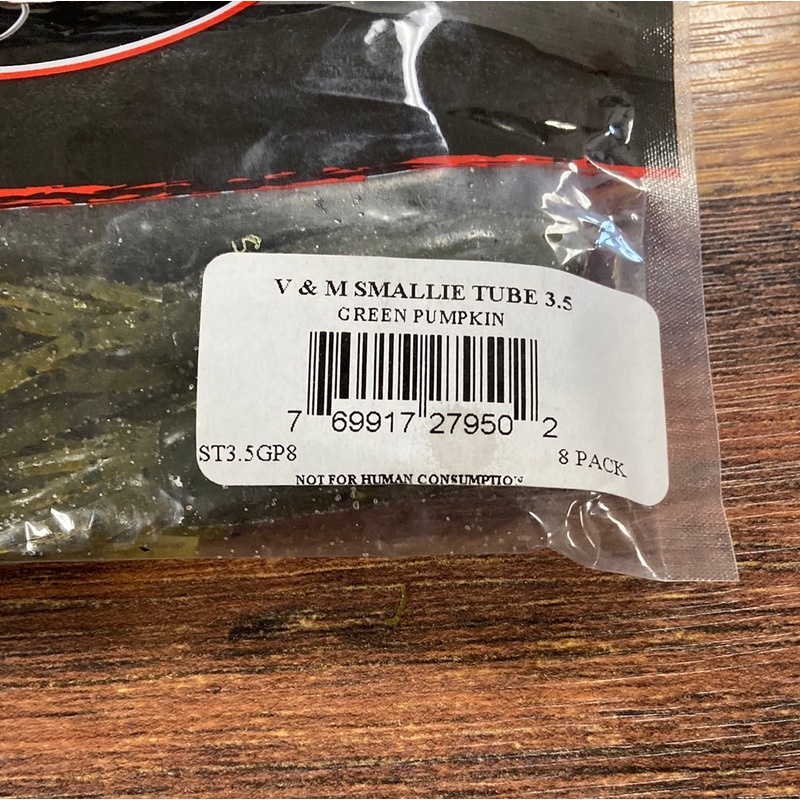 V & M SMALLIE TUBE 3.5
GREEN PUMPKIN
7 69917 27950 2
ST3.5GP8
8 PACK
NOT FOR HUMAN CONSUMPTION